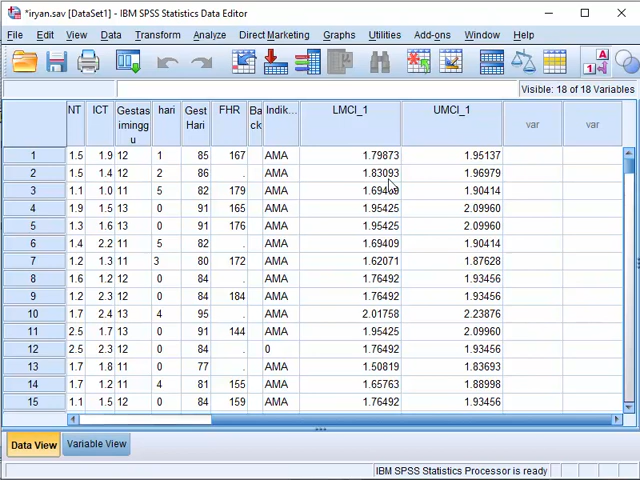 *iryan.sav [DataSet1] - IBM SPSS Statistics Data Editor
File Edit View Data Transform Analyze Direct Marketing Graphs Utilities Add-ons Window Help
Visible: 18 of 18 Variables
NT ICT Gestasiminggu hari Gest Hari FHR Back Indik... LMCI_1 UMCI_1 var var
1 1.5 1.9 12 1 85 167 AMA 1.79873 1.95137
2 1.5 1.4 12 2 86 . AMA 1.83093 1.96979
3 1.1 1.0 11 5 82 179 AMA 1.69409 1.90414
4 1.9 1.5 13 0 91 165 AMA 1.95425 2.09960
5 1.3 1.6 13 0 91 176 AMA 1.95425 2.09960
6 1.4 2.2 11 5 82 . AMA 1.69409 1.90414
7 1.2 1.3 11 3 80 172 AMA 1.62071 1.87628
8 1.6 1.2 12 0 84 . AMA 1.76492 1.93456
9 1.2 2.3 12 0 84 184 AMA 1.76492 1.93456
10 1.7 2.4 13 4 95 . AMA 2.01758 2.23876
11 2.5 1.7 13 0 91 144 AMA 1.95425 2.09960
12 2.5 2.3 12 0 84 . 0 1.76492 1.93456
13 1.7 1.8 11 0 77 . AMA 1.50819 1.83693
14 1.7 1.2 11 4 81 155 AMA 1.65763 1.88998
15 1.1 1.5 12 0 84 159 AMA 1.76492 1.93456
Data View Variable View
IBM SPSS Statistics Processor is ready